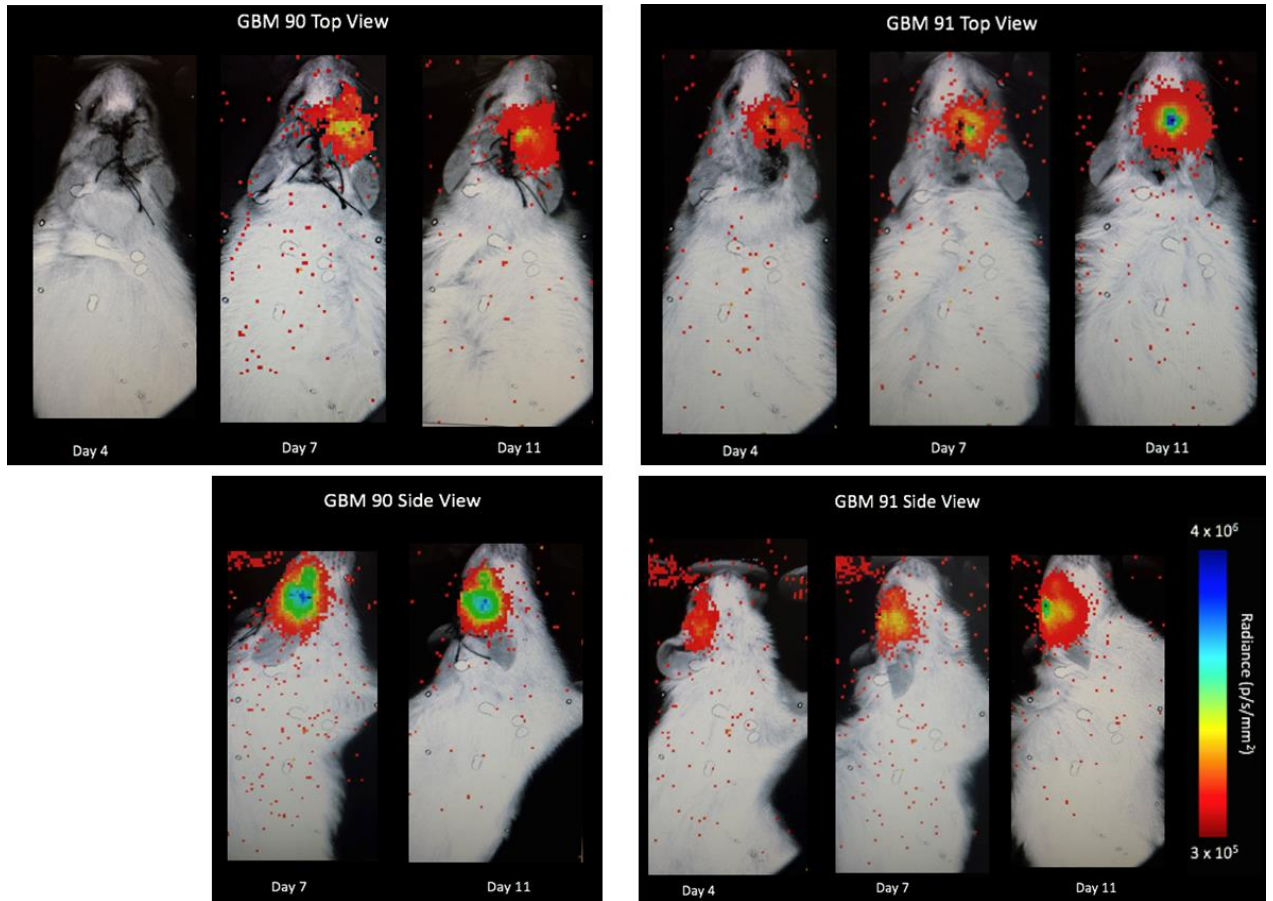 GBM 90 Top View
Day 4
Day 7
Day 11
GBM 91 Top View
Day 4
Day 7
Day 11
GBM 90 Side View
Day 7
Day 11
GBM 91 Side View
Day 4
Day 7
Day 11
4 x 10⁶
Radiance (p/s/mm²)
3 x 10⁵